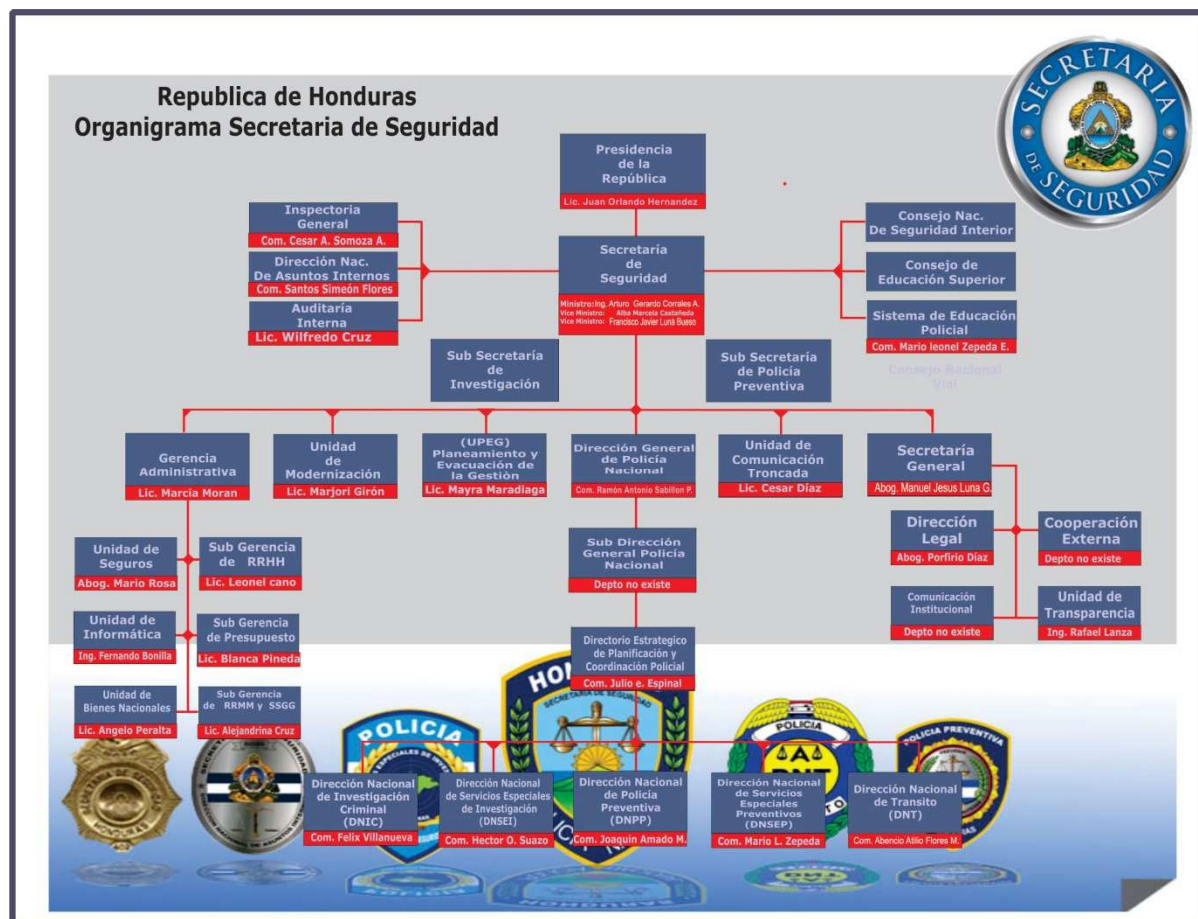 Republica de Honduras
Organigrama Secretaria de Seguridad
SECRETARIA
DE SEGURIDAD
Presidencia
de la
República
Lic. Juan Orlando Hernandez
Inspectoria
General
Com. Cesar A. Somoza A.
Dirección Nac.
De Asuntos Internos
Com. Santos Simeón Flores
Auditaría
Interna
Lic. Wilfredo Cruz
Secretaría
de
Seguridad
Ministro:Ing. Arturo Gerardo Corrales A.
Vice Ministro: Alba Marcela Castañeda
Vice Ministro: Francisco Javier Luna Bueso
Consejo Nac.
De Seguridad Interior
Consejo de
Educación Superior
Sistema de Educación
Policial
Com. Mario leonel Zepeda E.
Consejo Nacional
Vial
Sub Secretaría
de
Investigación
Sub Secretaría
de Policía
Preventiva
Gerencia
Administrativa
Lic. Marcia Moran
Unidad
de
Modernización
Lic. Marjori Girón
(UPEG)
Planeamiento y
Evacuación de
la Gestiòn
Lic. Mayra Maradiaga
Dirección General
de Policía
Nacional
Com. Ramón Antonio Sabillon P.
Unidad de
Comunicación
Troncada
Lic. Cesar Díaz
Secretaría
General
Abog. Manuel Jesus Luna G.
Unidad de
Seguros
Abog. Mario Rosa
Sub Gerencia
de RRHH
Lic. Leonel cano
Unidad de
Informática
Ing. Fernando Bonilla
Sub Gerencia
de Presupuesto
Lic. Blanca Pineda
Unidad de
Bienes Nacionales
Lic. Angelo Peralta
Sub Gerencia
de RRMM y SSGG
Lic. Alejandrina Cruz
Sub Dirección
General Policía
Nacional
Depto no existe
Directorio Estrategico
de Planificación y
Coordinación Policial
Com. Julio e. Espinal
Dirección
Legal
Abog. Porfirio Díaz
Cooperación
Externa
Depto no existe
Comunicación
Institucional
Depto no existe
Unidad de
Transparencia
Ing. Rafael Lanza
Dirección Nacional
de Investigación
Criminal
(DNIC)
Com. Felix Villanueva
Dirección Nacional
de Servicios Especiales
de Investigación
(DNSEI)
Com. Hector O. Suazo
Dirección Nacional
de Policía
Preventiva
(DNPP)
Com. Joaquin Amado M.
Dirección Nacional
de Servicios
Especiales
Preventivos (DNSEP)
Com. Mario L. Zepeda
Dirección Nacional
de Transito
(DNT)
Com. Abencio Atilio Flores M.
POLICIA
SECRETARIA DE SEGURIDAD
POLICIA
POLICIA PREVENTIVA